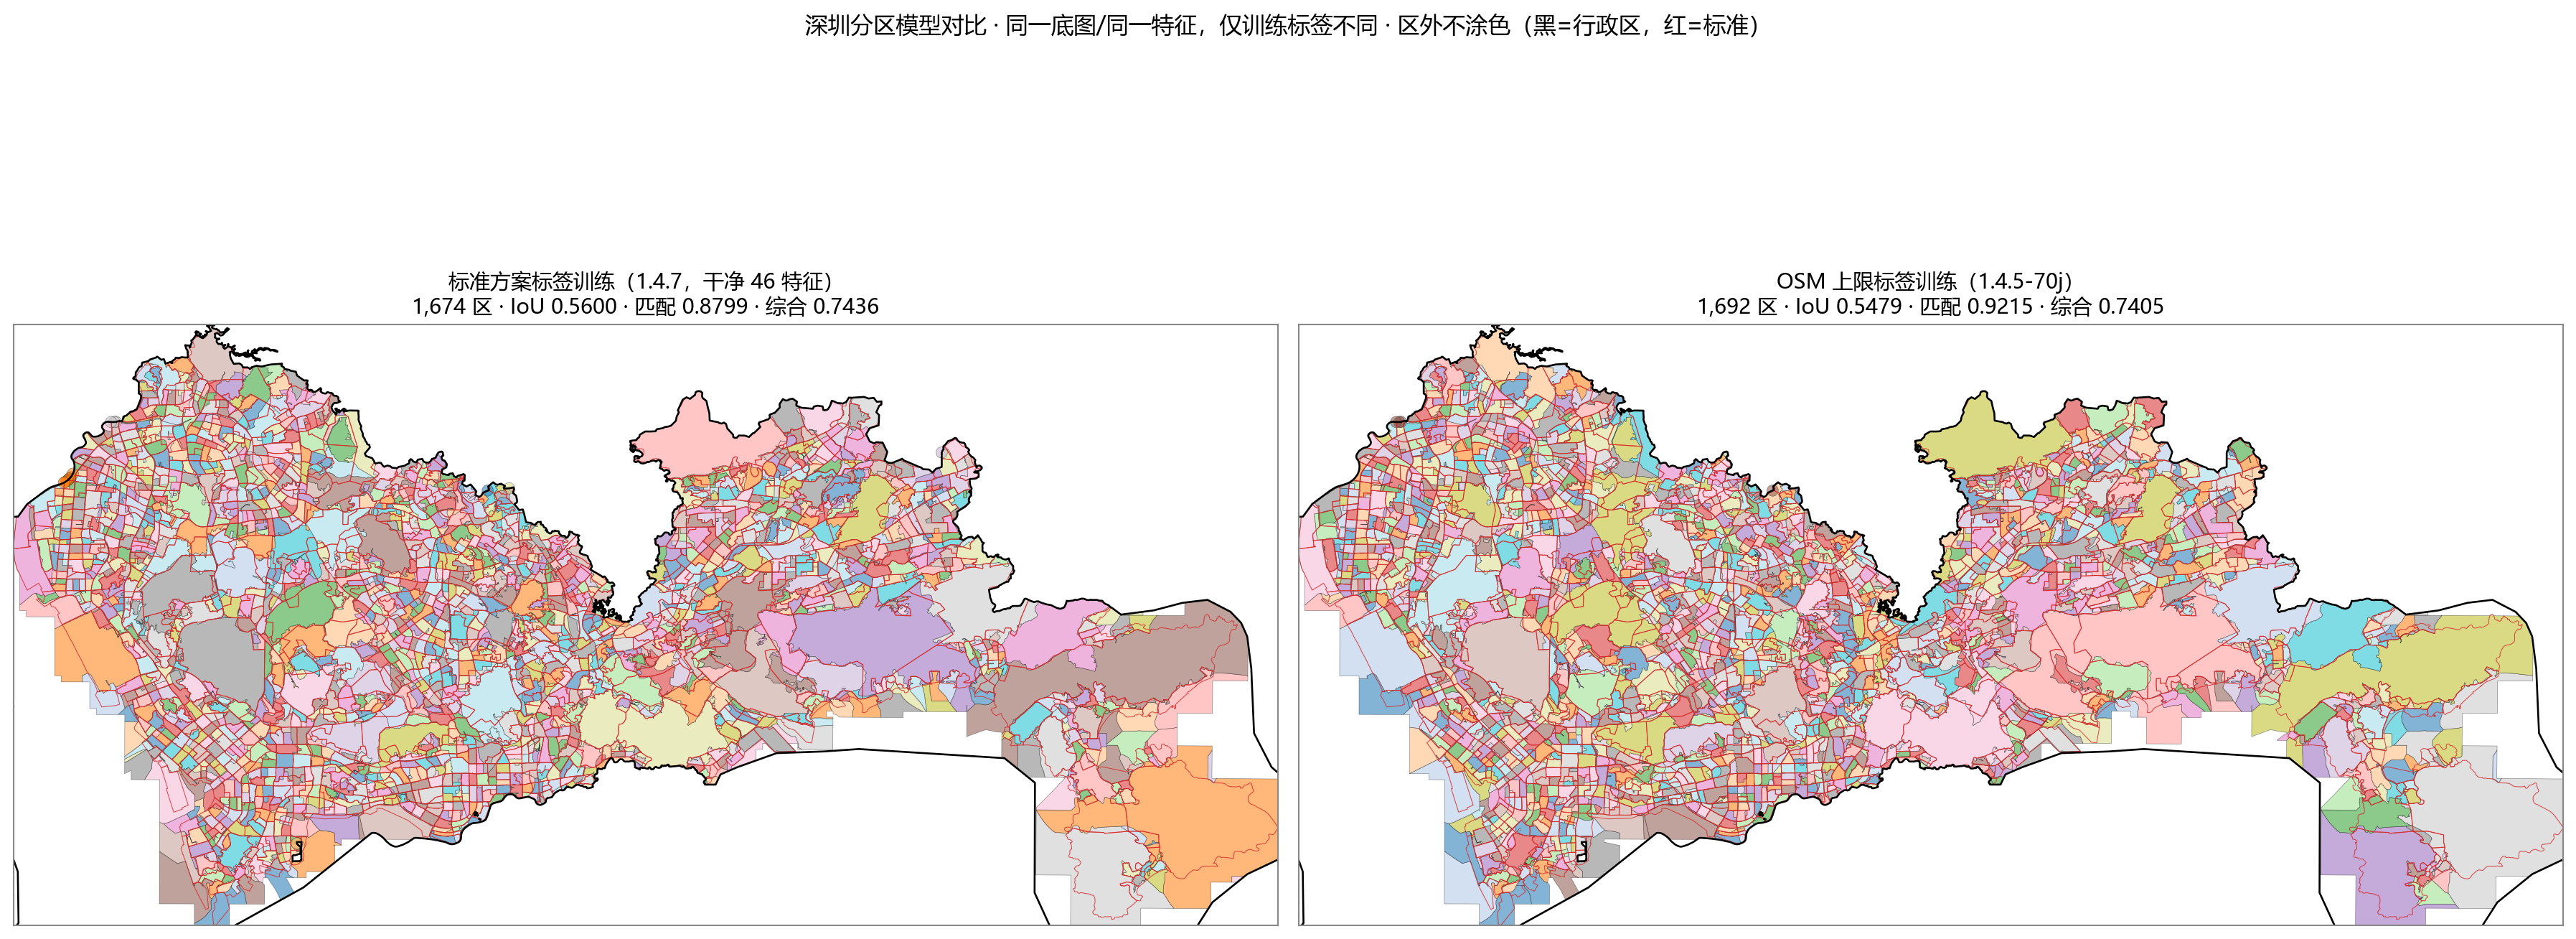 深圳分区模型对比 · 同一底图/同一特征，仅训练标签不同 · 区外不涂色（黑=行政区，红=标准）
标准方案标签训练（1.4.7，干净 46 特征）
1,674 区 · IoU 0.5600 · 匹配 0.8799 · 综合 0.7436
OSM 上限标签训练（1.4.5-70j）
1,692 区 · IoU 0.5479 · 匹配 0.9215 · 综合 0.7405